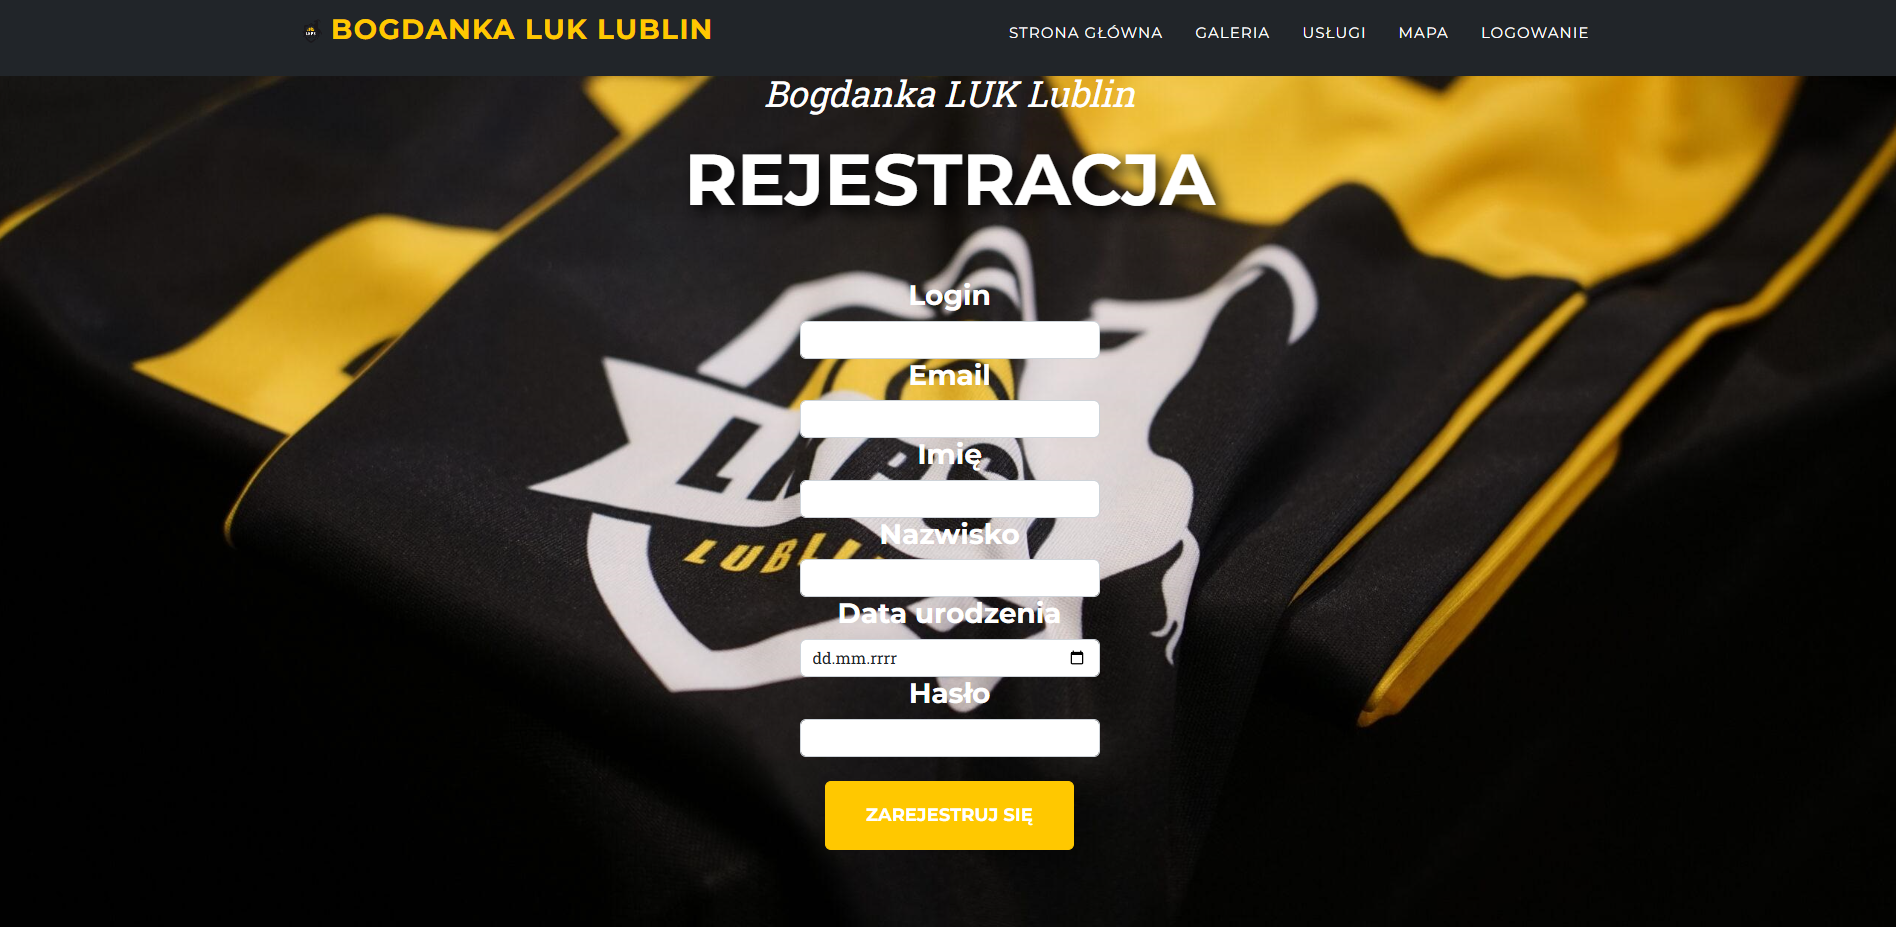 BOGDANKA LUK LUBLIN
STRONA GŁÓWNA GALERIA USŁUGI MAPA LOGOWANIE
Bogdanka LUK Lublin
REJESTRACJA
Login
Email
Imię
Nazwisko
LUBLI
Data urodzenia
dd.mm.rrrr
Hasło
ZAREJESTRUJ SIĘ